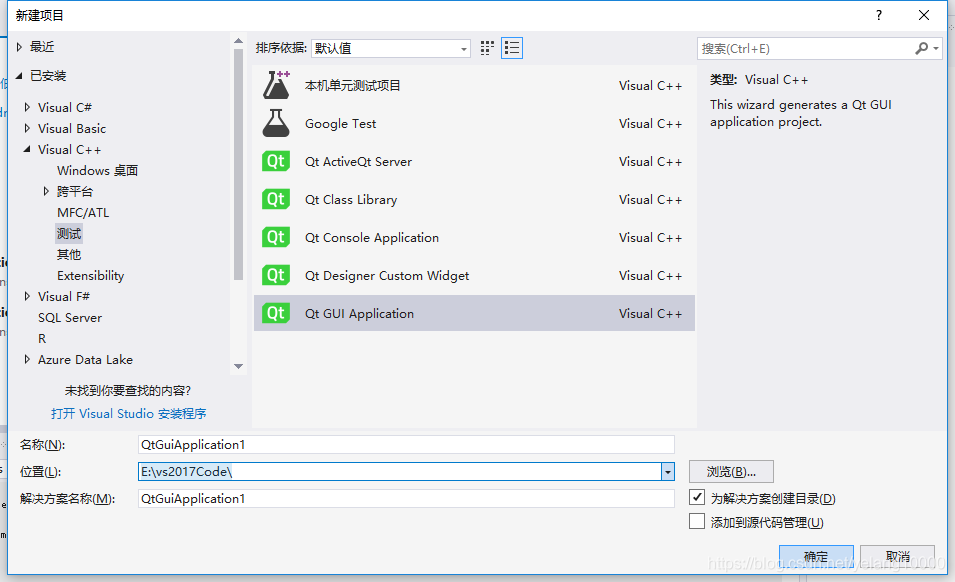 新建项目
?
最近
已安装
Visual C#
Visual Basic
Visual C++
Windows 桌面
跨平台
MFC/ATL
测试
其他
Extensibility
Visual F#
SQL Server
R
Azure Data Lake
未找到你要查找的内容?
打开 Visual Studio 安装程序
排序依据: 默认值
本机单元测试项目 Visual C++
Google Test Visual C++
Qt Qt ActiveQt Server Visual C++
Qt Qt Class Library Visual C++
Qt Qt Console Application Visual C++
Qt Qt Designer Custom Widget Visual C++
Qt Qt GUI Application Visual C++
搜索(Ctrl+E)
类型: Visual C++
This wizard generates a Qt GUI
application project.
名称(N): QtGuiApplication1
位置(L): E:\vs2017Code\ 浏览(B)...
解决方案名称(M): QtGuiApplication1
为解决方案创建目录(D)
添加到源代码管理(U)
确定 取消